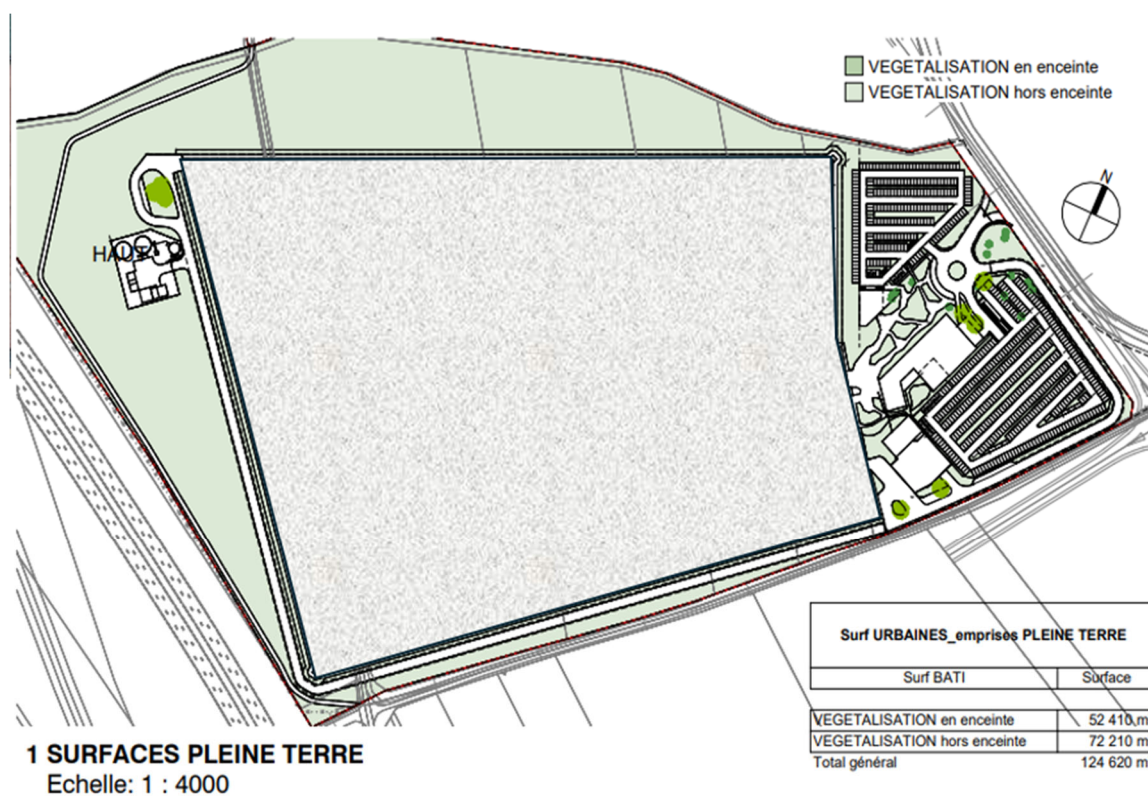 VEGETALISATION en enceinte
VEGETALISATION hors enceinte
N
HAUT
Surf URBAINES_emprises PLEINE TERRE
Surf BATI Surface
VEGETALISATION en enceinte 52 410 m
VEGETALISATION hors enceinte 72 210 m
Total général 124 620 m
1 SURFACES PLEINE TERRE
Echelle: 1 : 4000